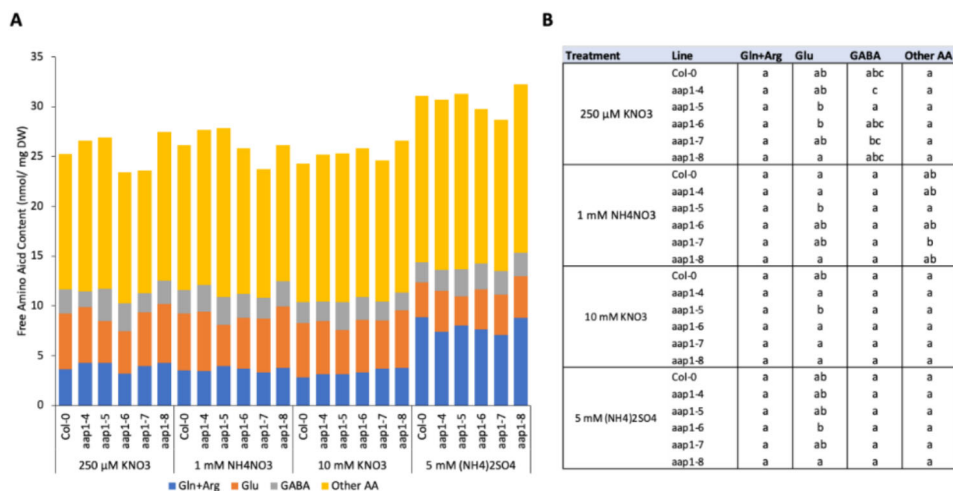 A
Free Amino Aicd Content (nmol/ mg DW)
35
30
25
20
15
10
5
0
Col-0 aap1-4 aap1-5 aap1-6 aap1-7 aap1-8 Col-0 aap1-4 aap1-5 aap1-6 aap1-7 aap1-8 Col-0 aap1-4 aap1-5 aap1-6 aap1-7 aap1-8 Col-0 aap1-4 aap1-5 aap1-6 aap1-7 aap1-8
250 µM KNO3 1 mM NH4NO3 10 mM KNO3 5 mM (NH4)2SO4
Gln+Arg Glu GABA Other AA
B
Treatment Line Gln+Arg Glu GABA Other AA
250 µM KNO3
Col-0 a ab abc a
aap1-4 a ab c a
aap1-5 a b a a
aap1-6 a b abc a
aap1-7 a ab bc a
aap1-8 a a abc a
1 mM NH4NO3
Col-0 a a a ab
aap1-4 a a a ab
aap1-5 a b a a
aap1-6 a ab a ab
aap1-7 a ab a b
aap1-8 a a a ab
10 mM KNO3
Col-0 a ab a a
aap1-4 a a a a
aap1-5 a b a a
aap1-6 a a a a
aap1-7 a a a a
aap1-8 a a a a
5 mM (NH4)2SO4
Col-0 a ab a a
aap1-4 a ab a a
aap1-5 a ab a a
aap1-6 a b a a
aap1-7 a ab a a
aap1-8 a a a a